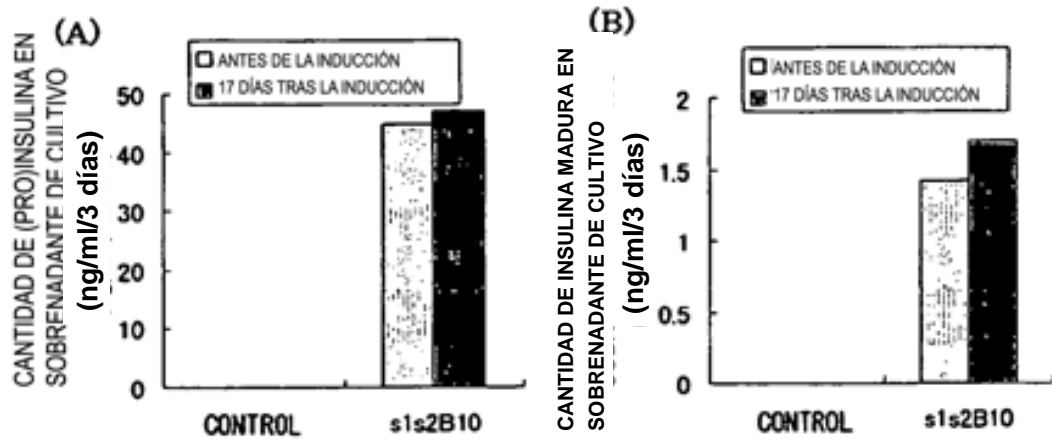 (A)
CANTIDAD DE (PRO)INSULINA EN
SOBRENADANTE DE CULTIVO
(ng/ml/3 días)
ANTES DE LA INDUCCIÓN
17 DÍAS TRAS LA INDUCCIÓN
50
40
30
20
10
0
CONTROL
s1s2B10
(B)
CANTIDAD DE INSULINA MADURA EN
SOBRENADANTE DE CULTIVO
(ng/ml/3 días)
ANTES DE LA INDUCCIÓN
17 DÍAS TRAS LA INDUCCIÓN
2
1.5
1
0.5
0
CONTROL
s1s2B10